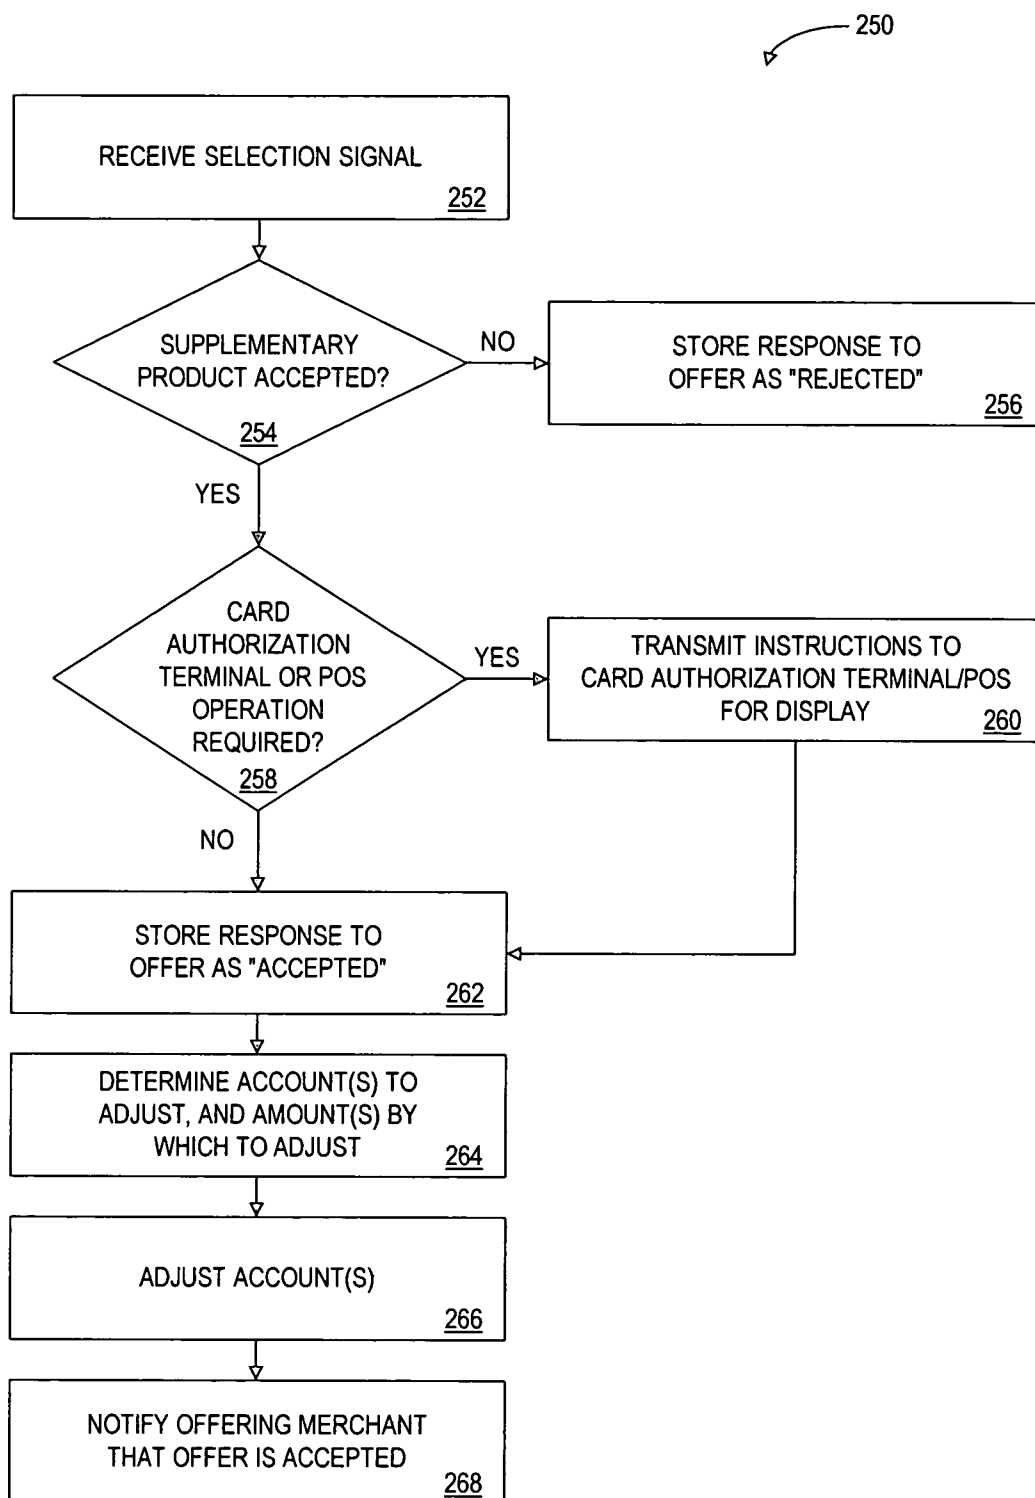 250
RECEIVE SELECTION SIGNAL
252
SUPPLEMENTARY
PRODUCT ACCEPTED?
254
NO
STORE RESPONSE TO
OFFER AS "REJECTED"
256
YES
CARD
AUTHORIZATION
TERMINAL OR POS
OPERATION
REQUIRED?
258
YES
TRANSMIT INSTRUCTIONS TO
CARD AUTHORIZATION TERMINAL/POS
FOR DISPLAY
260
NO
STORE RESPONSE TO
OFFER AS "ACCEPTED"
262
DETERMINE ACCOUNT(S) TO
ADJUST, AND AMOUNT(S) BY
WHICH TO ADJUST
264
ADJUST ACCOUNT(S)
266
NOTIFY OFFERING MERCHANT
THAT OFFER IS ACCEPTED
268